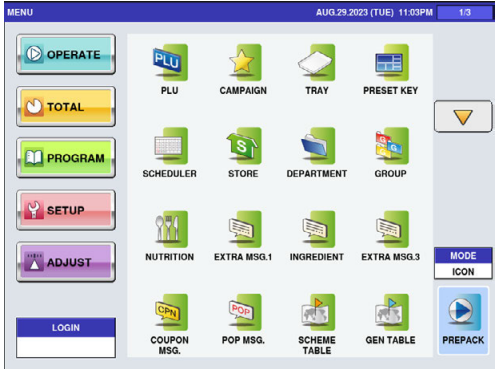 MENU
AUG.29.2023 (TUE) 11:03PM
1/3
OPERATE
TOTAL
PROGRAM
SETUP
ADJUST
LOGIN
PLU
PLU
CAMPAIGN
TRAY
PRESET KEY
SCHEDULER
S
STORE
DEPARTMENT
G
G
GROUP
NUTRITION
EXTRA MSG.1
INGREDIENT
EXTRA MSG.3
CPN
COUPON
MSG.
POP
POP MSG.
SCHEME
TABLE
GEN TABLE
MODE
ICON
PREPACK